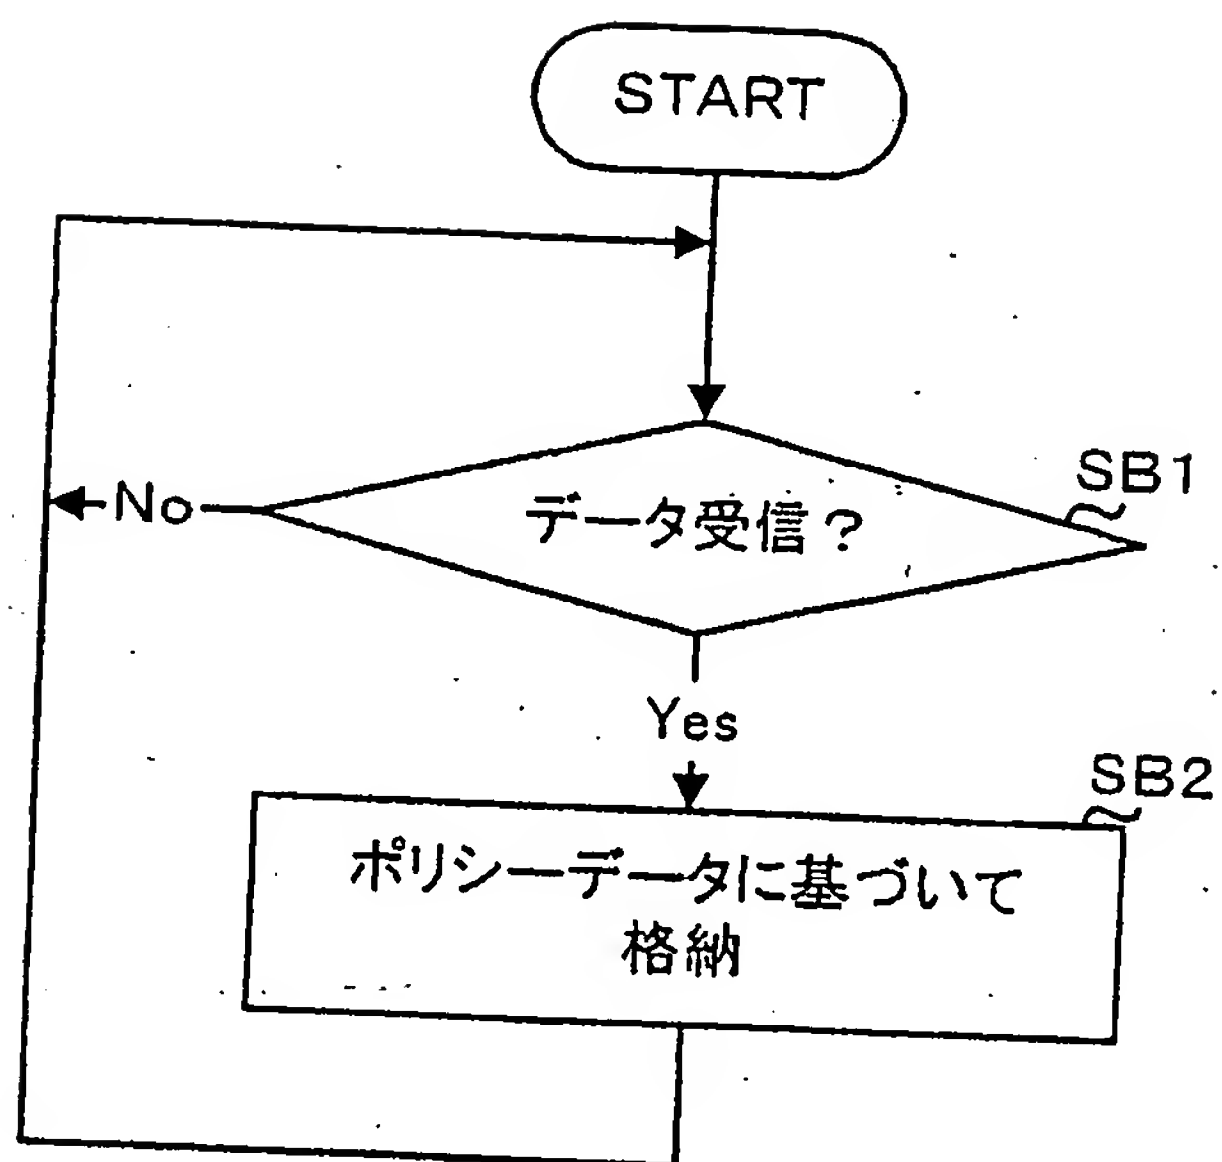 START
SB1
データ受信？
No
Yes
SB2
ポリシーデータに基づいて
格納